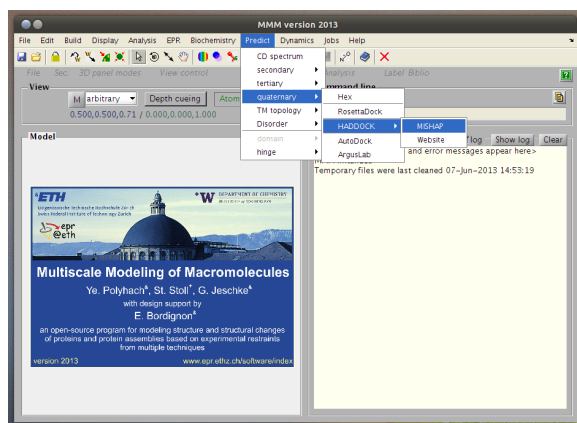 MMM version 2013
File Edit Build Display Analysis EPR Biochemistry Predict Dynamics Jobs Help
File Sec. 3D panel modes View control Analysis Label Biblio
CD spectrum
secondary
tertiary
quaternary
TM topology
Disorder
domain
hinge
Hex
RosettaDock
HADDOCK
AutoDock
ArgusLab
MISHAP
Website
View
M arbitrary Depth cueing Atom
0.500,0.500,0.71 / 0.000,0.000,1.000
mmand line
Model
log Show log Clear
and error messages appear here>
Temporary files were last cleaned 07-Jun-2013 14:53:19
ETH
Eidgenössische Technische Hochschule Zürich
Swiss Federal Institute of Technology Zurich
W DEPARTMENT OF CHEMISTRY
epr
@eth
Multiscale Modeling of Macromolecules
Ye. Polyhach&, St. Stoll†, G. Jeschke&
with design support by
E. Bordignon&
an open-source program for modeling structure and structural changes
of proteins and protein assemblies based on experimental restraints
from multiple techniques
version 2013 www.epr.ethz.ch/software/index